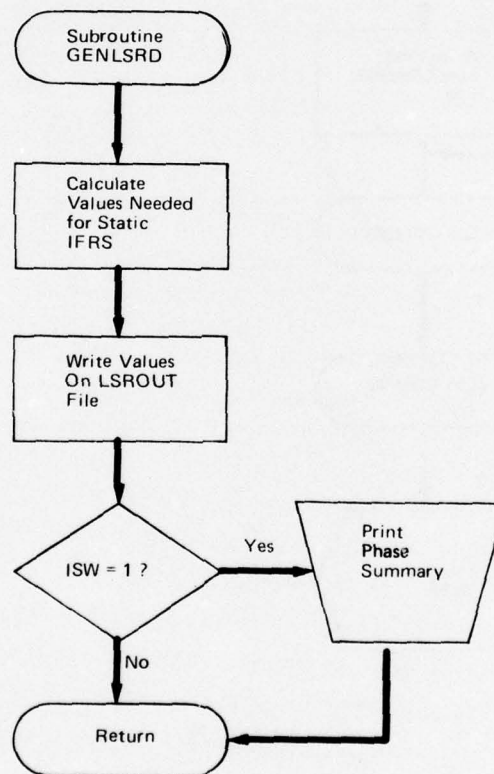 Subroutine
GENLSRD
Calculate
Values Needed
for Static
IFRS
Write Values
On LSROUT
File
ISW = 1 ?
Yes
Print
Phase
Summary
No
Return